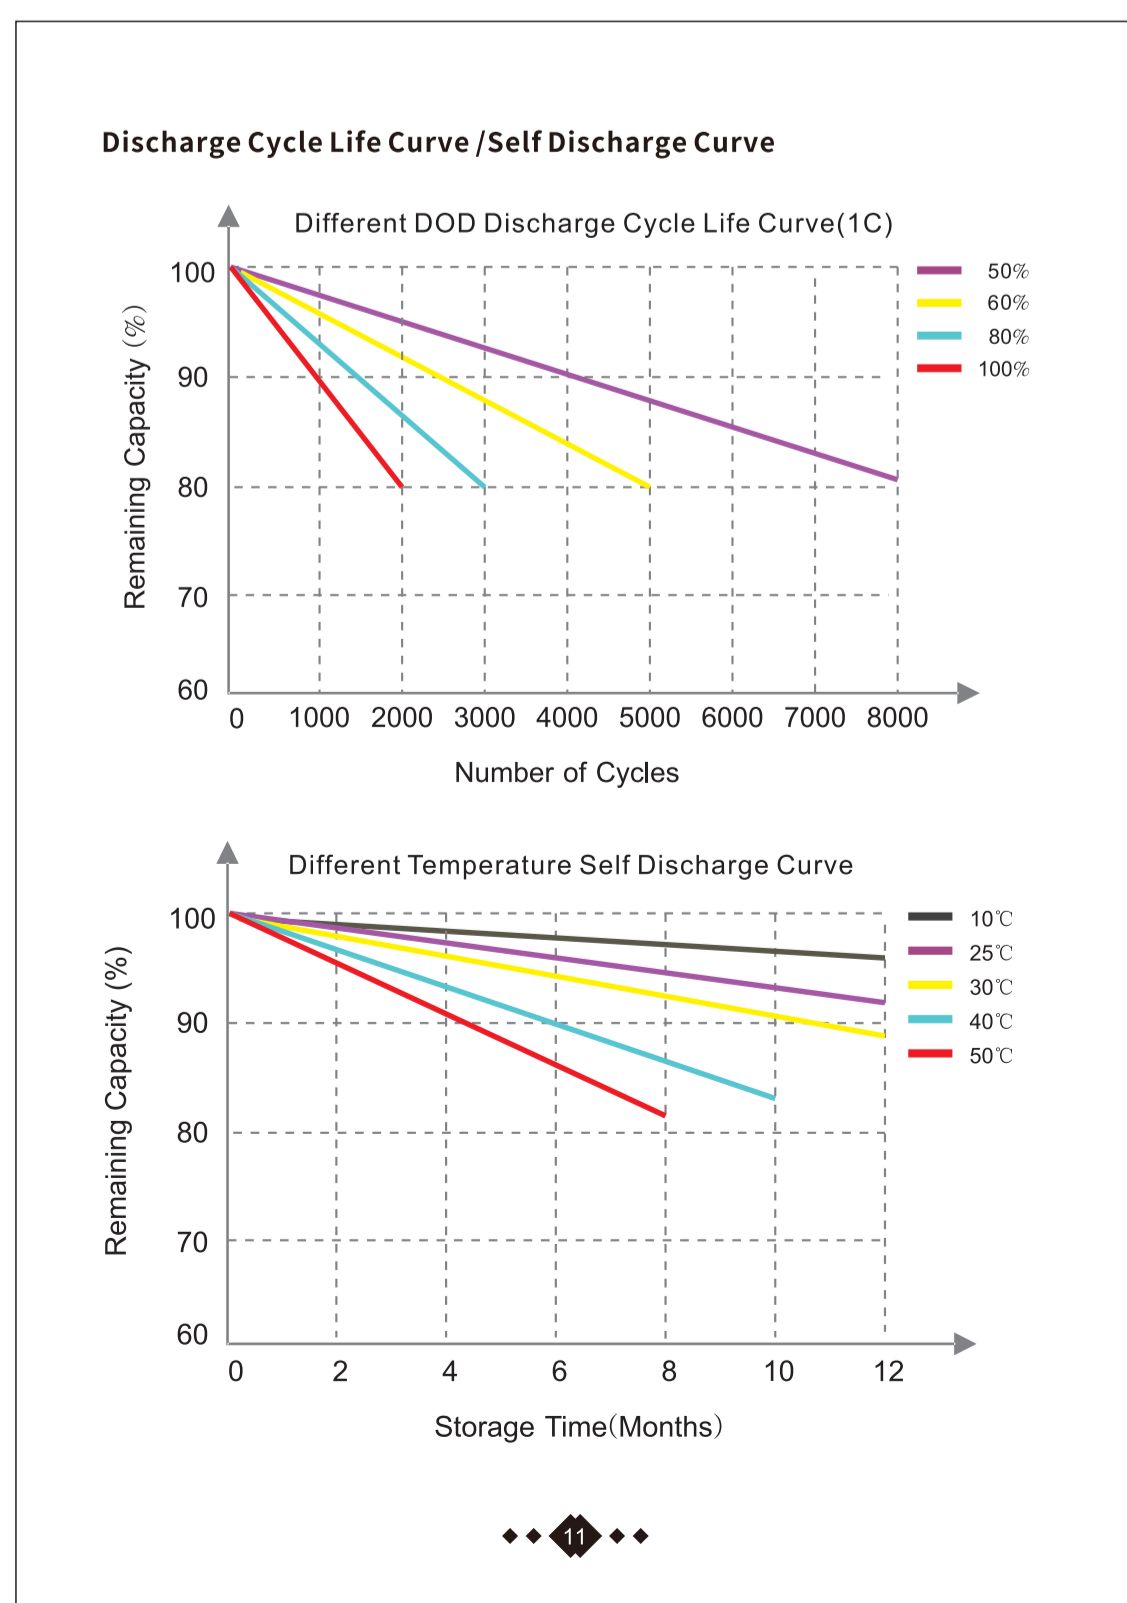 Discharge Cycle Life Curve /Self Discharge Curve
Different DOD Discharge Cycle Life Curve(1C)
Remaining Capacity (%)
100
90
80
70
60
0 1000 2000 3000 4000 5000 6000 7000 8000
Number of Cycles
50%
60%
80%
100%
Different Temperature Self Discharge Curve
Remaining Capacity (%)
100
90
80
70
60
0 2 4 6 8 10 12
Storage Time(Months)
10℃
25℃
30℃
40℃
50℃
11